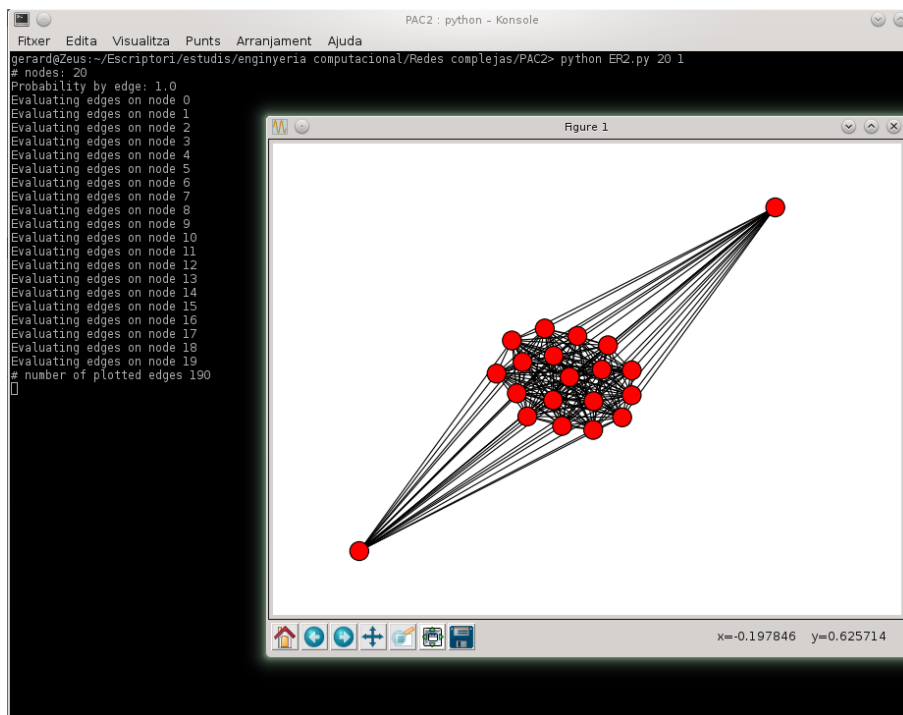 PAC2 : python – Konsole
Fitxer Edita Visualitza Punts Arranjament Ajuda
gerard@Zeus:~/Escriptori/estudis/enginyeria computacional/Redes complejas/PAC2> python ER2.py 20 1
# nodes: 20
Probability by edge: 1.0
Evaluating edges on node 0
Evaluating edges on node 1
Evaluating edges on node 2
Evaluating edges on node 3
Evaluating edges on node 4
Evaluating edges on node 5
Evaluating edges on node 6
Evaluating edges on node 7
Evaluating edges on node 8
Evaluating edges on node 9
Evaluating edges on node 10
Evaluating edges on node 11
Evaluating edges on node 12
Evaluating edges on node 13
Evaluating edges on node 14
Evaluating edges on node 15
Evaluating edges on node 16
Evaluating edges on node 17
Evaluating edges on node 18
Evaluating edges on node 19
# number of plotted edges 190
Figure 1
x=-0.197846 y=0.625714